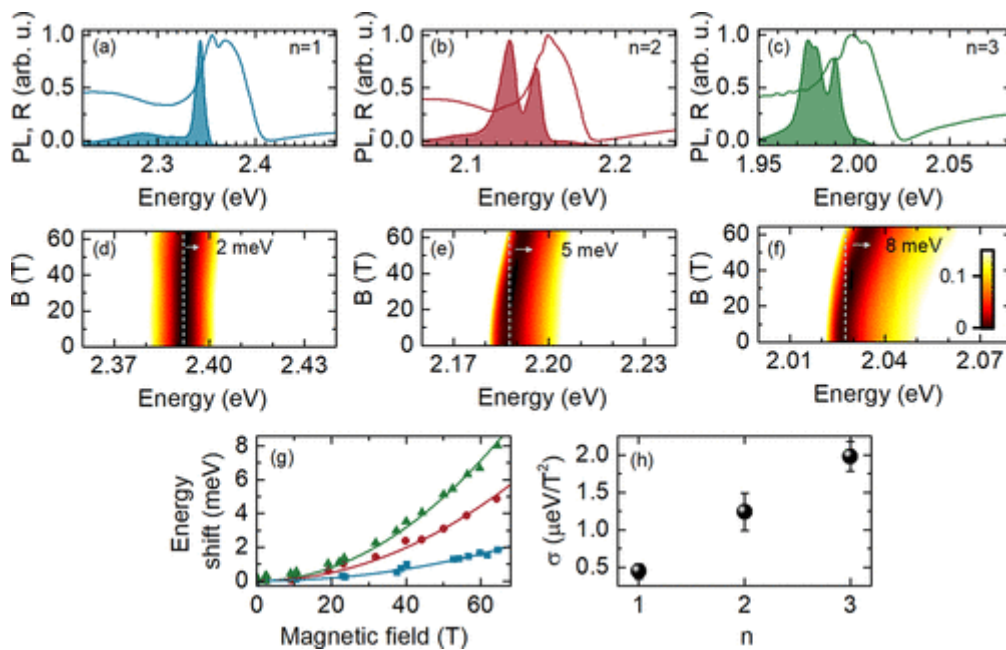 (a) n=1
PL, R (arb. u.)
1.0
0.5
0.0
2.3 2.4
Energy (eV)
(b) n=2
PL, R (arb. u.)
1.0
0.5
0.0
2.1 2.2
Energy (eV)
(c) n=3
PL, R (arb. u.)
1.0
0.5
0.0
1.95 2.00 2.05
Energy (eV)
(d) 2 meV
B (T)
60
40
20
0
2.37 2.40 2.43
Energy (eV)
(e) 5 meV
B (T)
60
40
20
0
2.17 2.20 2.23
Energy (eV)
(f) 8 meV
B (T)
60
40
20
0
0.1
0
2.01 2.04 2.07
Energy (eV)
(g)
Energy
shift (meV)
8
6
4
2
0
0 20 40 60
Magnetic field (T)
(h)
σ (μeV/T²)
2.0
1.5
1.0
0.5
1 2 3
n